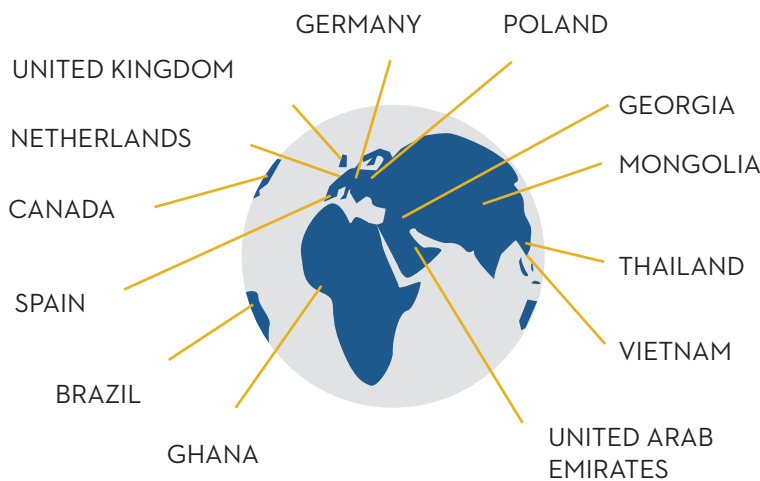 GERMANY
POLAND
UNITED KINGDOM
GEORGIA
NETHERLANDS
MONGOLIA
CANADA
THAILAND
SPAIN
VIETNAM
BRAZIL
GHANA
UNITED ARAB
EMIRATES